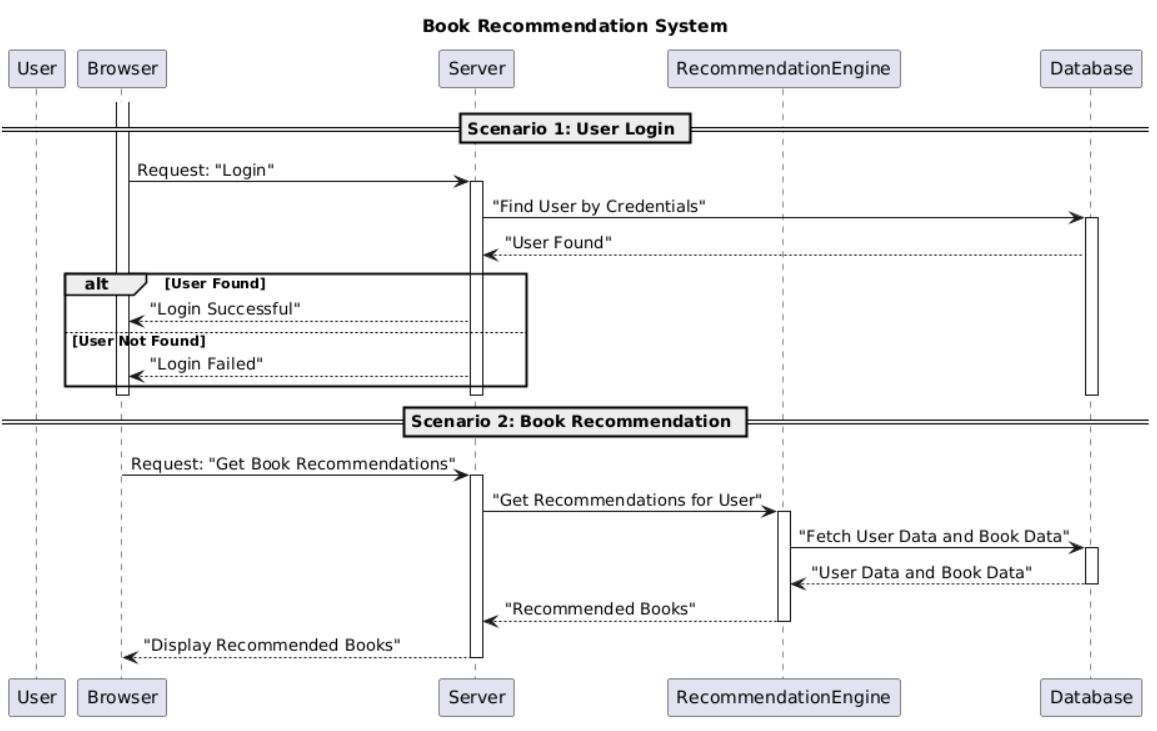 Book Recommendation System
User Browser Server RecommendationEngine Database
Scenario 1: User Login
Request: "Login"
"Find User by Credentials"
"User Found"
alt [User Found]
"Login Successful"
[User Not Found]
"Login Failed"
Scenario 2: Book Recommendation
Request: "Get Book Recommendations"
"Get Recommendations for User"
"Fetch User Data and Book Data"
"User Data and Book Data"
"Recommended Books"
"Display Recommended Books"
User Browser Server RecommendationEngine Database